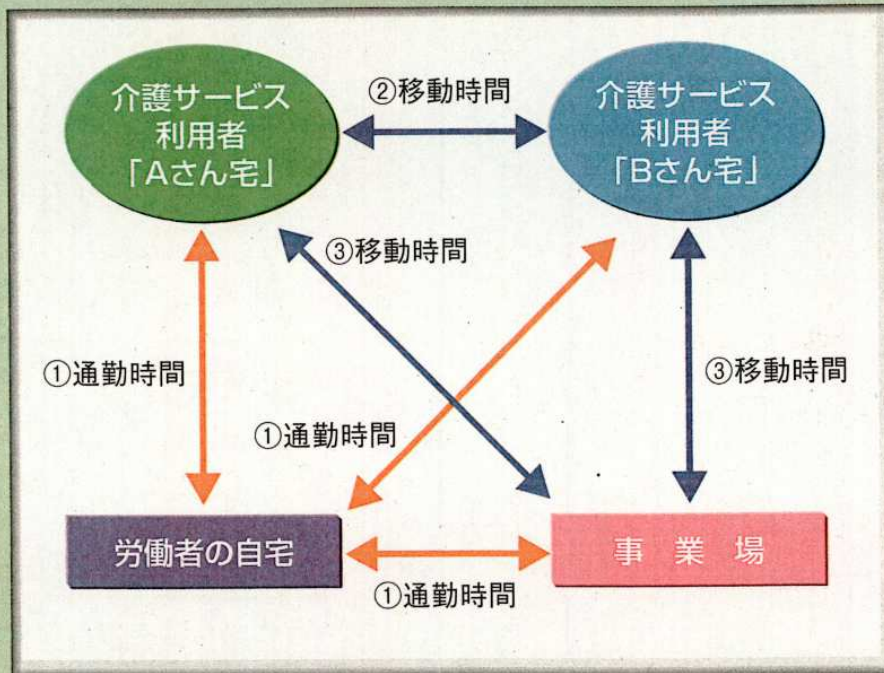 介護サービス
利用者
「Aさん宅」
②移動時間
介護サービス
利用者
「Bさん宅」
③移動時間
①通勤時間
③移動時間
①通勤時間
労働者の自宅
事業場
①通勤時間